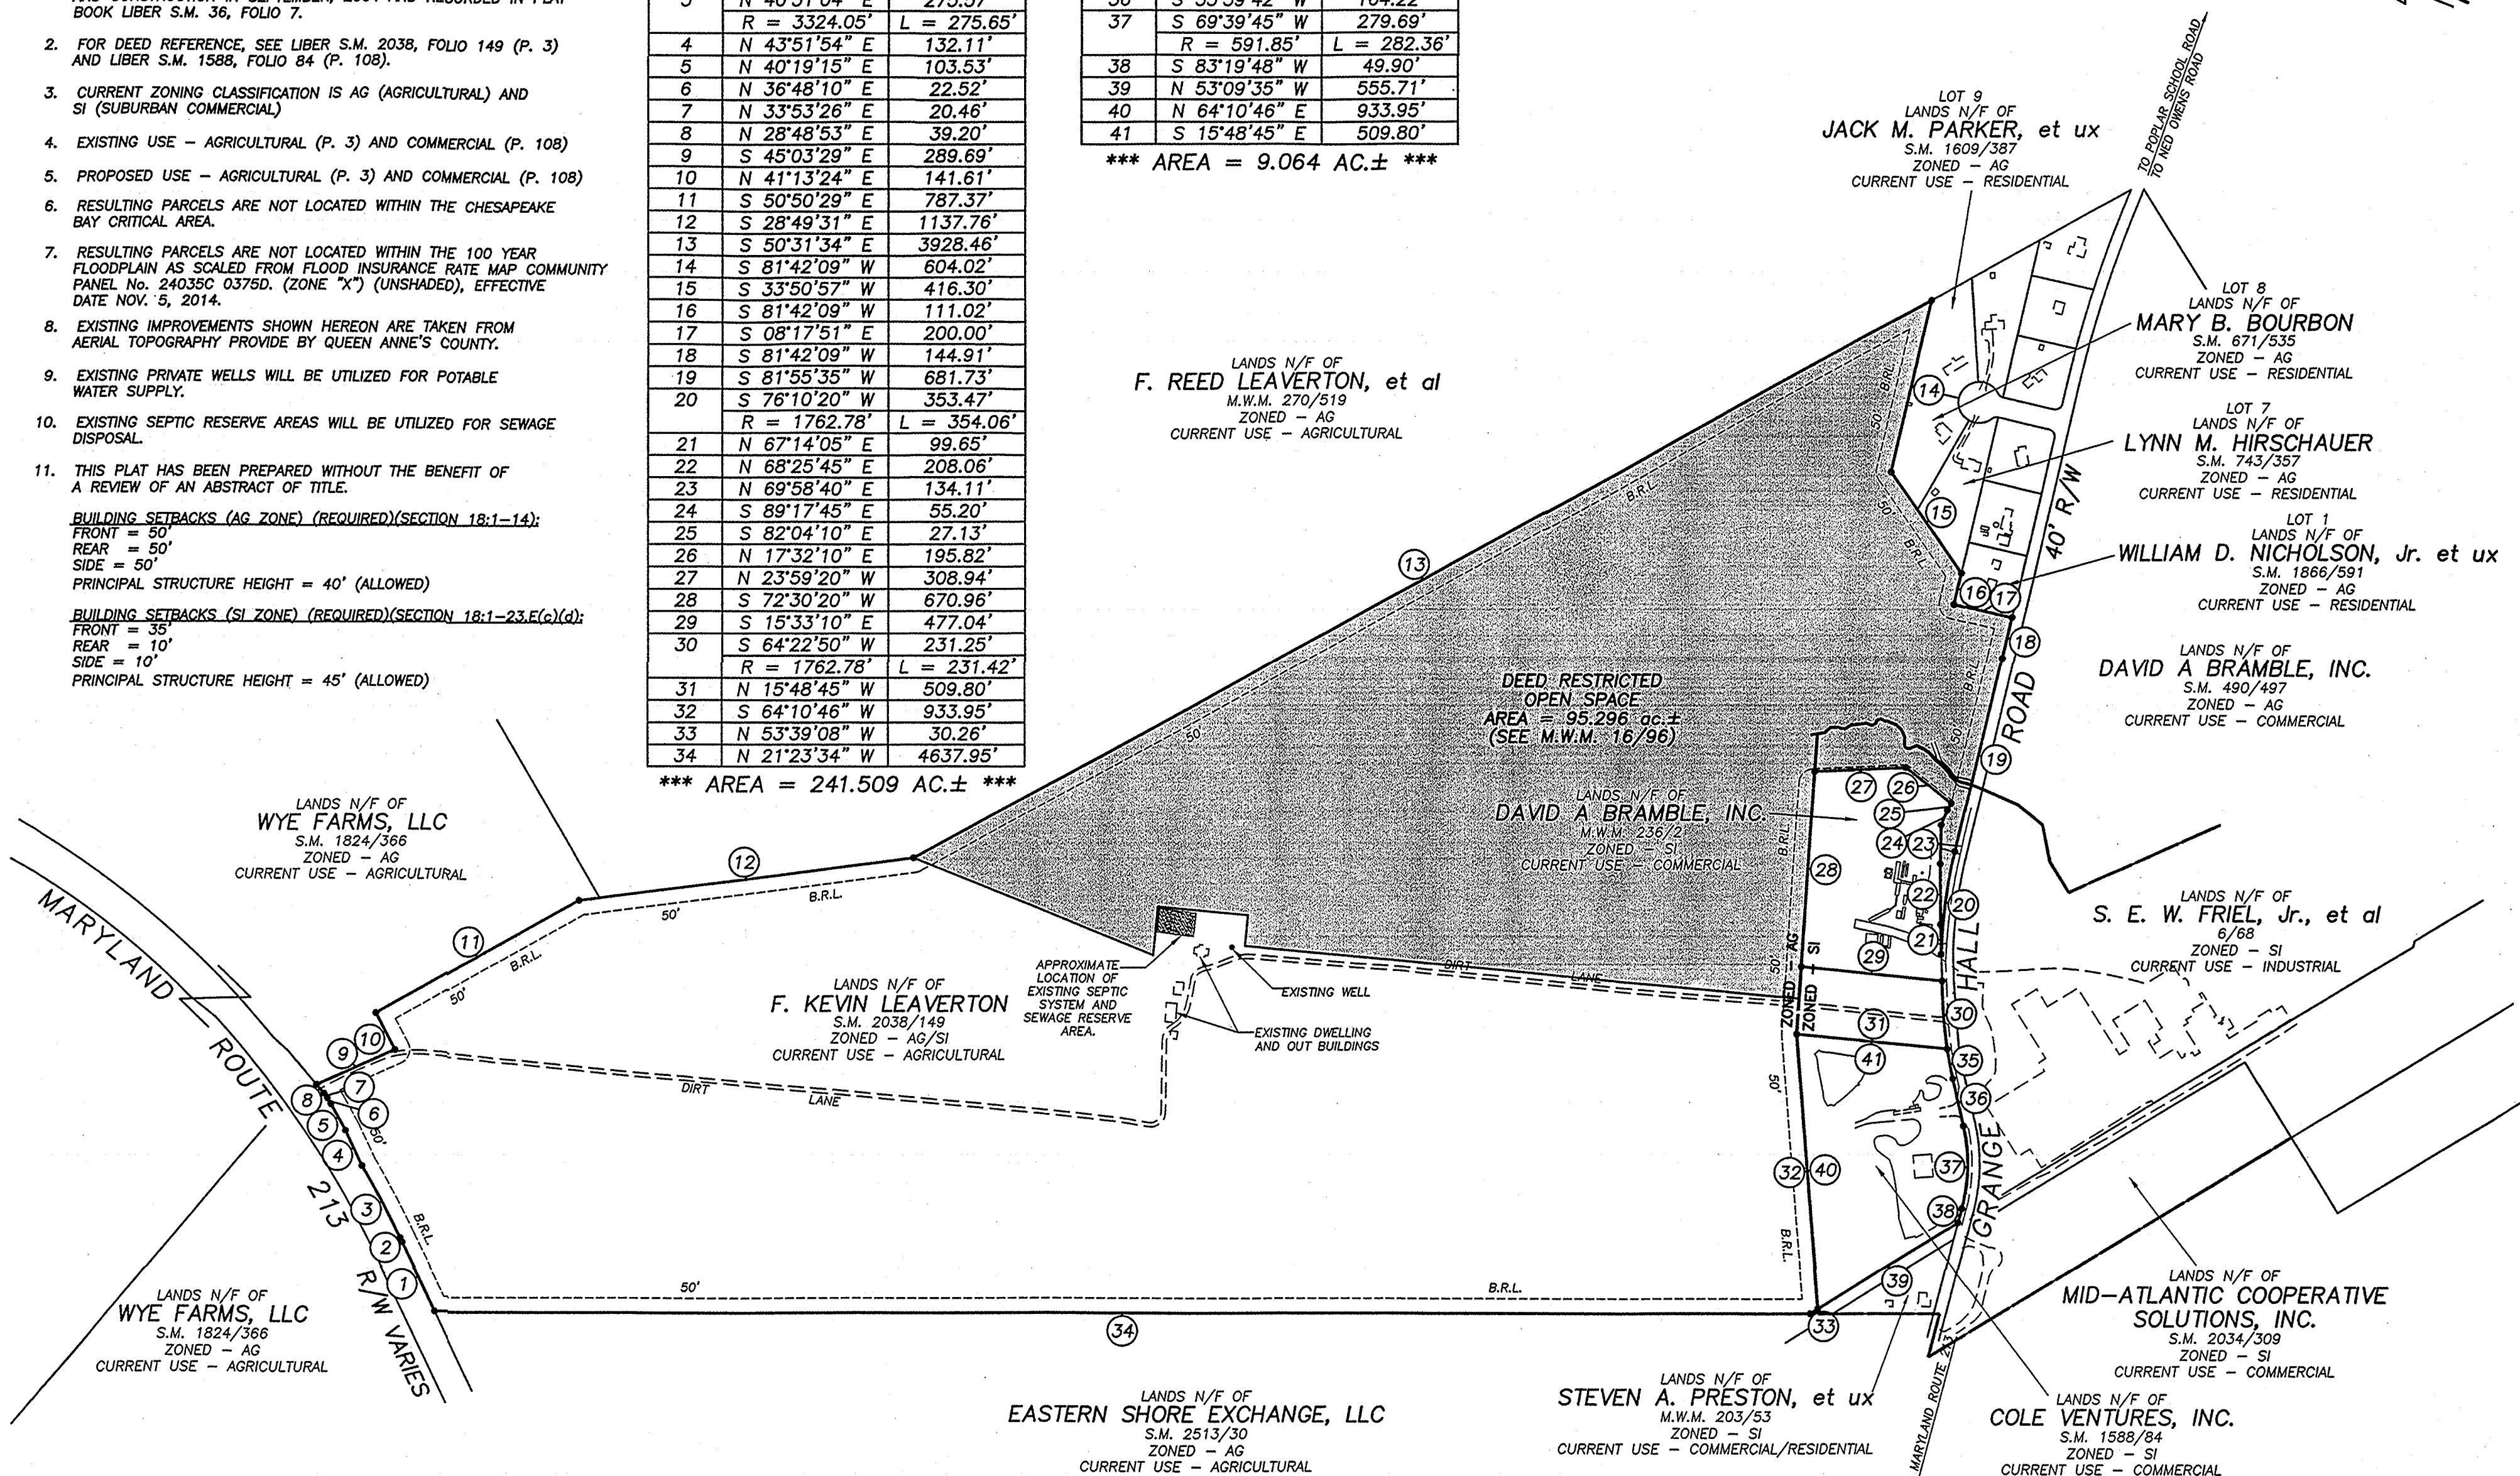 BOOK LIBER S.M. 36, FOLIO 7.
2. FOR DEED REFERENCE, SEE LIBER S.M. 2038, FOLIO 149 (P. 3)
AND LIBER S.M. 1588, FOLIO 84 (P. 108).
3. CURRENT ZONING CLASSIFICATION IS AG (AGRICULTURAL) AND
SI (SUBURBAN COMMERCIAL)
4. EXISTING USE – AGRICULTURAL (P. 3) AND COMMERCIAL (P. 108)
5. PROPOSED USE – AGRICULTURAL (P. 3) AND COMMERCIAL (P. 108)
6. RESULTING PARCELS ARE NOT LOCATED WITHIN THE CHESAPEAKE
BAY CRITICAL AREA.
7. RESULTING PARCELS ARE NOT LOCATED WITHIN THE 100 YEAR
FLOODPLAIN AS SCALED FROM FLOOD INSURANCE RATE MAP COMMUNITY
PANEL No. 24035C 0375D. (ZONE "X") (UNSHADED), EFFECTIVE
DATE NOV. 5, 2014.
8. EXISTING IMPROVEMENTS SHOWN HEREON ARE TAKEN FROM
AERIAL TOPOGRAPHY PROVIDE BY QUEEN ANNE'S COUNTY.
9. EXISTING PRIVATE WELLS WILL BE UTILIZED FOR POTABLE
WATER SUPPLY.
10. EXISTING SEPTIC RESERVE AREAS WILL BE UTILIZED FOR SEWAGE
DISPOSAL.
11. THIS PLAT HAS BEEN PREPARED WITHOUT THE BENEFIT OF
A REVIEW OF AN ABSTRACT OF TITLE.
BUILDING SETBACKS (AG ZONE) (REQUIRED)(SECTION 18:1–14):
FRONT = 50'
REAR = 50'
SIDE = 50'
PRINCIPAL STRUCTURE HEIGHT = 40' (ALLOWED)
BUILDING SETBACKS (SI ZONE) (REQUIRED)(SECTION 18:1–23.E(c)(d):
FRONT = 35'
REAR = 10'
SIDE = 10'
PRINCIPAL STRUCTURE HEIGHT = 45' (ALLOWED)
R = 3324.05' L = 275.65'
4 N 43°51'54" E 132.11'
5 N 40°19'15" E 103.53'
6 N 36°48'10" E 22.52'
7 N 33°53'26" E 20.46'
8 N 28°48'53" E 39.20'
9 S 45°03'29" E 289.69'
10 N 41°13'24" E 141.61'
11 S 50°50'29" E 787.37'
12 S 28°49'31" E 1137.76'
13 S 50°31'34" E 3928.46'
14 S 81°42'09" W 604.02'
15 S 33°50'57" W 416.30'
16 S 81°42'09" W 111.02'
17 S 08°17'51" E 200.00'
18 S 81°42'09" W 144.91'
19 S 81°55'35" W 681.73'
20 S 76°10'20" W 353.47'
R = 1762.78' L = 354.06'
21 N 67°14'05" E 99.65'
22 N 68°25'45" E 208.06'
23 N 69°58'40" E 134.11'
24 S 89°17'45" E 55.20'
25 S 82°04'10" E 27.13'
26 N 17°32'10" E 195.82'
27 N 23°59'20" W 308.94'
28 S 72°30'20" W 670.96'
29 S 15°33'10" E 477.04'
30 S 64°22'50" W 231.25'
R = 1762.78' L = 231.42'
31 N 15°48'45" W 509.80'
32 S 64°10'46" W 933.95'
33 N 53°39'08" W 30.26'
34 N 21°23'34" W 4637.95'
*** AREA = 241.509 AC.± ***
37 S 69°39'45" W 279.69'
R = 591.85' L = 282.36'
38 S 83°19'48" W 49.90'
39 N 53°09'35" W 555.71'
40 N 64°10'46" E 933.95'
41 S 15°48'45" E 509.80'
*** AREA = 9.064 AC.± ***
TO POPLAR SCHOOL ROAD
TO NED OWENS ROAD
LOT 9
LANDS N/F OF
JACK M. PARKER, et ux
S.M. 1609/387
ZONED – AG
CURRENT USE – RESIDENTIAL
LOT 8
LANDS N/F OF
MARY B. BOURBON
S.M. 671/535
ZONED – AG
CURRENT USE – RESIDENTIAL
LOT 7
LANDS N/F OF
LYNN M. HIRSCHAUER
S.M. 743/357
ZONED – AG
CURRENT USE – RESIDENTIAL
LOT 1
LANDS N/F OF
WILLIAM D. NICHOLSON, Jr. et ux
S.M. 1866/591
ZONED – AG
CURRENT USE – RESIDENTIAL
LANDS N/F OF
DAVID A BRAMBLE, INC.
S.M. 490/497
ZONED – AG
CURRENT USE – COMMERCIAL
LANDS N/F OF
F. REED LEAVERTON, et al
M.W.M. 270/519
ZONED – AG
CURRENT USE – AGRICULTURAL
DEED RESTRICTED
OPEN SPACE
AREA = 95.296 ac.±
(SEE M.W.M. 16/96)
LANDS N/F OF
DAVID A BRAMBLE, INC.
M.W.M. 236/2
ZONED – SI
CURRENT USE – COMMERCIAL
LANDS N/F OF
WYE FARMS, LLC
S.M. 1824/366
ZONED – AG
CURRENT USE – AGRICULTURAL
MARYLAND ROUTE 213
R/W VARIES
LANDS N/F OF
F. KEVIN LEAVERTON
S.M. 2038/149
ZONED – AG/SI
CURRENT USE – AGRICULTURAL
APPROXIMATE
LOCATION OF
EXISTING SEPTIC
SYSTEM AND
SEWAGE RESERVE
AREA.
EXISTING WELL
EXISTING DWELLING
AND OUT BUILDINGS
DIRT LANE
DIRT LANE
ZONED – AG
ZONED – SI
GRANGE HALL ROAD
40' R/W
LANDS N/F OF
S. E. W. FRIEL, Jr., et al
6/68
ZONED – SI
CURRENT USE – INDUSTRIAL
LANDS N/F OF
MID–ATLANTIC COOPERATIVE
SOLUTIONS, INC.
S.M. 2034/309
ZONED – SI
CURRENT USE – COMMERCIAL
LANDS N/F OF
COLE VENTURES, INC.
S.M. 1588/84
ZONED – SI
CURRENT USE – COMMERCIAL
LANDS N/F OF
STEVEN A. PRESTON, et ux
M.W.M. 203/53
ZONED – SI
CURRENT USE – COMMERCIAL/RESIDENTIAL
MARYLAND ROUTE 213
LANDS N/F OF
EASTERN SHORE EXCHANGE, LLC
S.M. 2513/30
ZONED – AG
CURRENT USE – AGRICULTURAL
LANDS N/F OF
WYE FARMS, LLC
S.M. 1824/366
ZONED – AG
CURRENT USE – AGRICULTURAL
50' B.R.L.